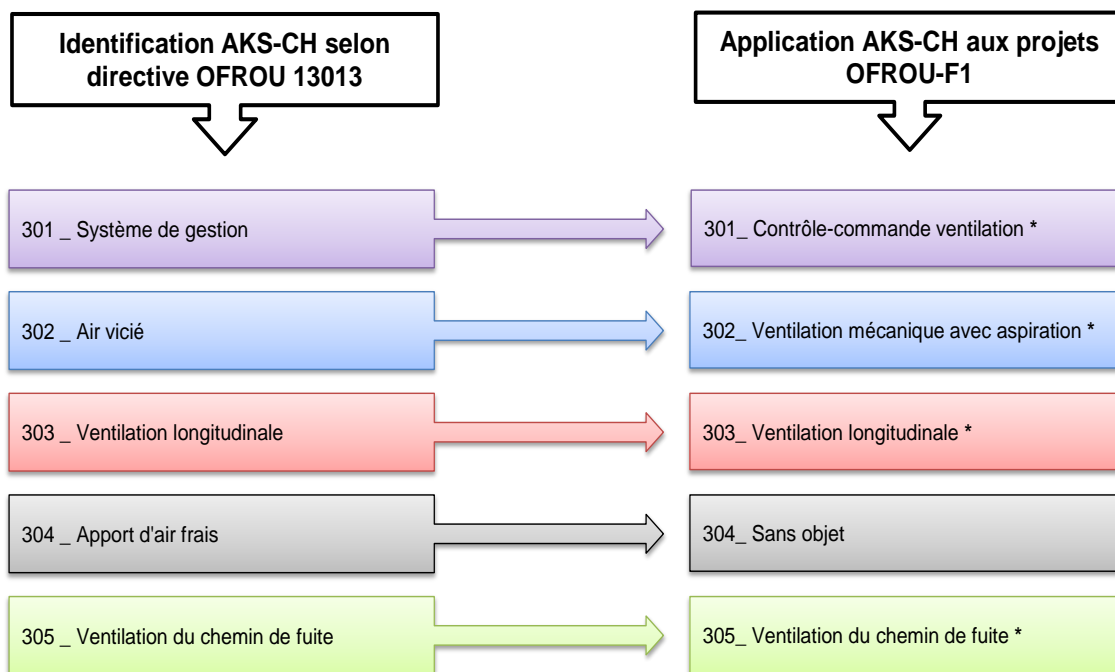 Identification AKS-CH selon
directive OFROU 13013
Application AKS-CH aux projets
OFROU-F1
301 _ Système de gestion
301_ Contrôle-commande ventilation *
302 _ Air vicié
302_ Ventilation mécanique avec aspiration *
303 _ Ventilation longitudinale
303_ Ventilation longitudinale *
304 _ Apport d'air frais
304_ Sans objet
305 _ Ventilation du chemin de fuite
305_ Ventilation du chemin de fuite *